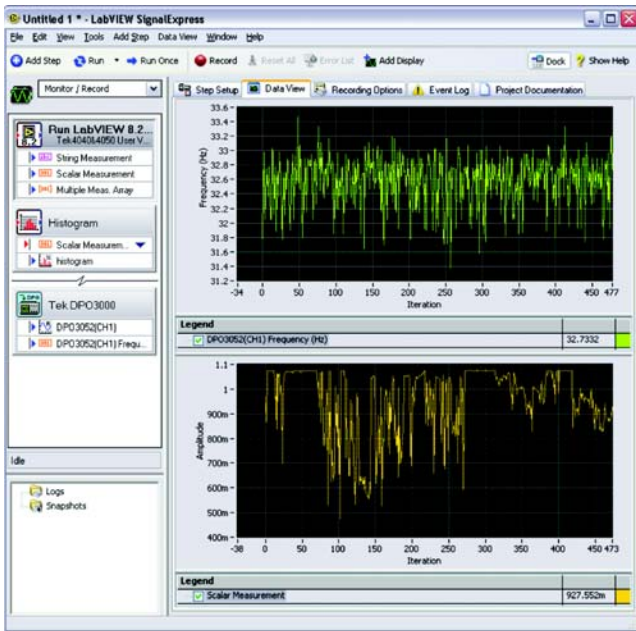 Untitled 1 * - LabVIEW SignalExpress
File Edit View Tools Add Step Data View Window Help
Add Step Run Run Once Record Reset All Error List Add Display Dock Show Help
Monitor / Record
Step Setup Data View Recording Options Event Log Project Documentation
Run LabVIEW 8.2...
Tek4040&4050 User V...
String Measurement
Scalar Measurement
Multiple Meas. Array
Histogram
Scalar Measurem...
histogram
Tek DPO3000
DPO3052(CH1)
DPO3052(CH1) Frequ...
Idle
Logs
Snapshots
33.6
33.4
33.2
33
32.8
32.6
32.4
32.2
32
31.8
31.6
31.4
31.2
Frequency (Hz)
-34 0 50 100 150 200 250 300 350 400 450 477
Iteration
Legend
DPO3052(CH1) Frequency (Hz) 32.7332
1.1
1
900m
800m
700m
600m
500m
400m
Amplitude
-38 0 50 100 150 200 250 300 350 400 450 473
Iteration
Legend
Scalar Measurement 927.552m